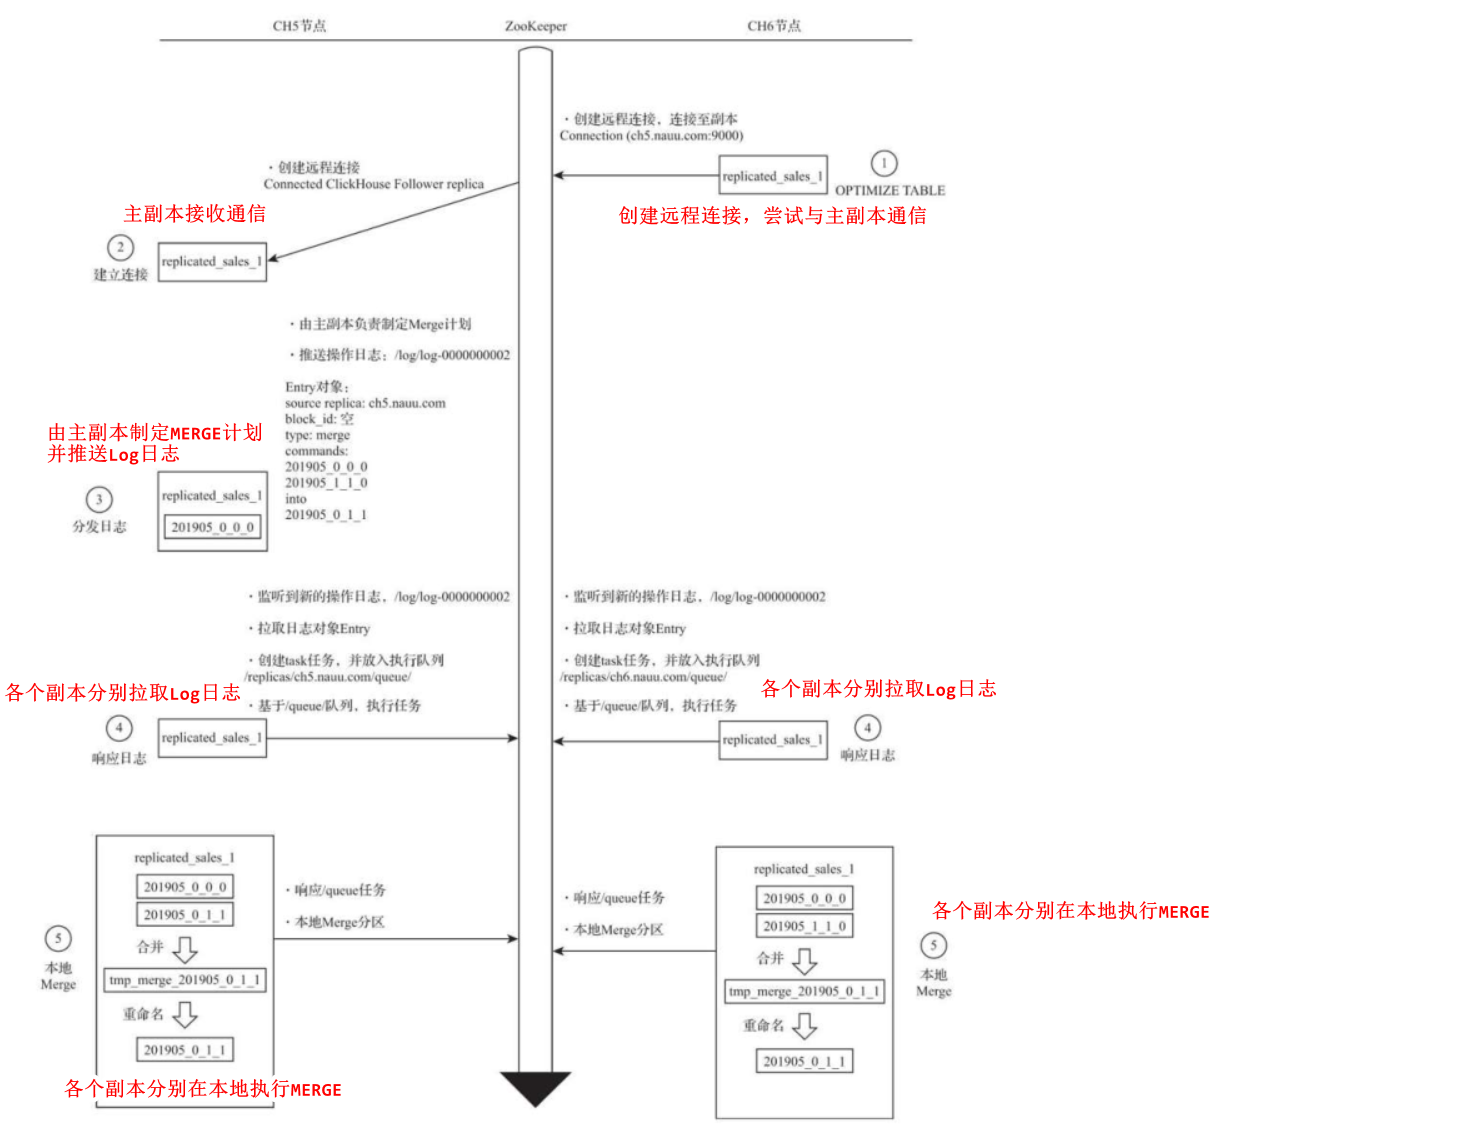 CH5节点
ZooKeeper
CH6节点
· 创建远程连接，连接至副本
Connection (ch5.nauu.com:9000)
replicated_sales_1
1
OPTIMIZE TABLE
创建远程连接，尝试与主副本通信
· 创建远程连接
Connected ClickHouse Follower replica
主副本接收通信
2
建立连接
replicated_sales_1
· 由主副本负责制定Merge计划
· 推送操作日志：/log/log-0000000002
Entry对象：
source replica: ch5.nauu.com
block_id: 空
type: merge
commands:
201905_0_0_0
201905_1_1_0
into
201905_0_1_1
由主副本制定MERGE计划
并推送Log日志
3
分发日志
replicated_sales_1
201905_0_0_0
· 监听到新的操作日志，/log/log-0000000002
· 拉取日志对象Entry
· 创建task任务，并放入执行队列
/replicas/ch5.nauu.com/queue/
· 基于/queue/队列，执行任务
各个副本分别拉取Log日志
4
响应日志
replicated_sales_1
· 监听到新的操作日志，/log/log-0000000002
· 拉取日志对象Entry
· 创建task任务，并放入执行队列
/replicas/ch6.nauu.com/queue/
· 基于/queue/队列，执行任务
各个副本分别拉取Log日志
replicated_sales_1
4
响应日志
5
本地
Merge
replicated_sales_1
201905_0_0_0
201905_0_1_1
合并
tmp_merge_201905_0_1_1
重命名
201905_0_1_1
各个副本分别在本地执行MERGE
· 响应/queue任务
· 本地Merge分区
· 响应/queue任务
· 本地Merge分区
replicated_sales_1
201905_0_0_0
201905_1_1_0
合并
tmp_merge_201905_0_1_1
重命名
201905_0_1_1
各个副本分别在本地执行MERGE
5
本地
Merge